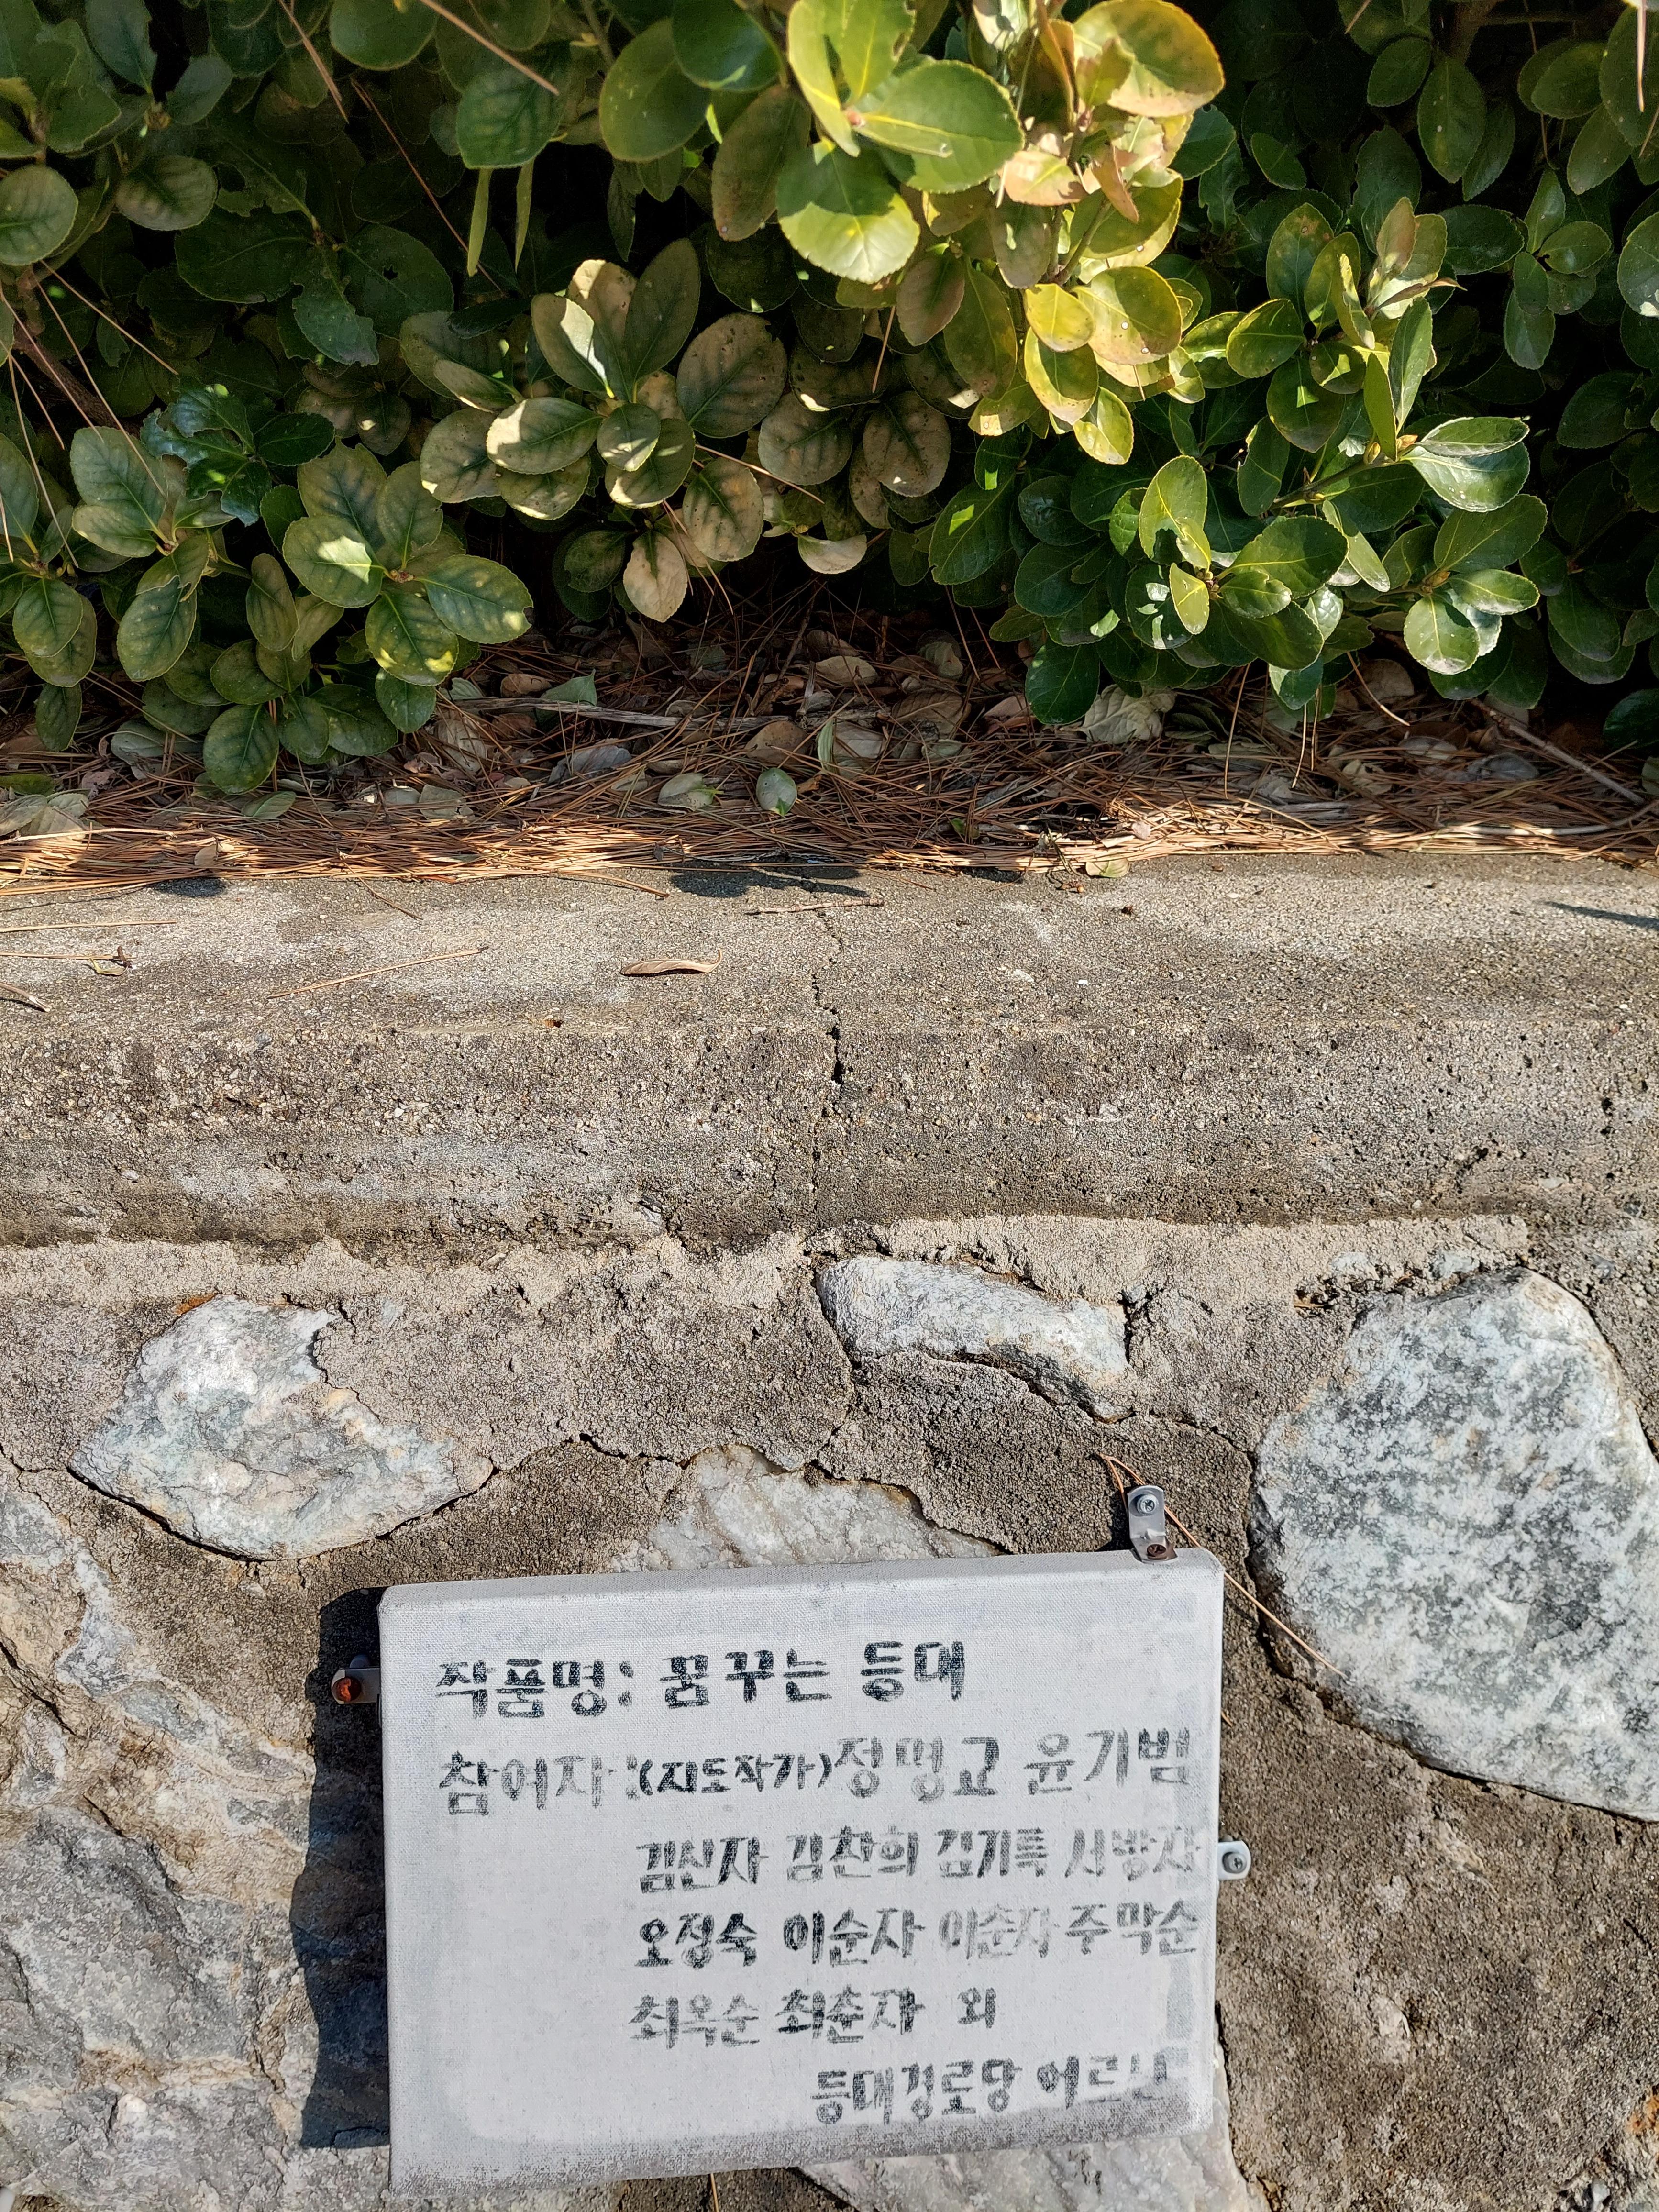 작품명: 꿈꾸는 등대
참여자:(지도작가)정명교 윤기범
김신자 김찬희 김기특 서방자
오정숙 이순자 이순자 주막순
최옥순 최순자 외
등대경로당 어르신